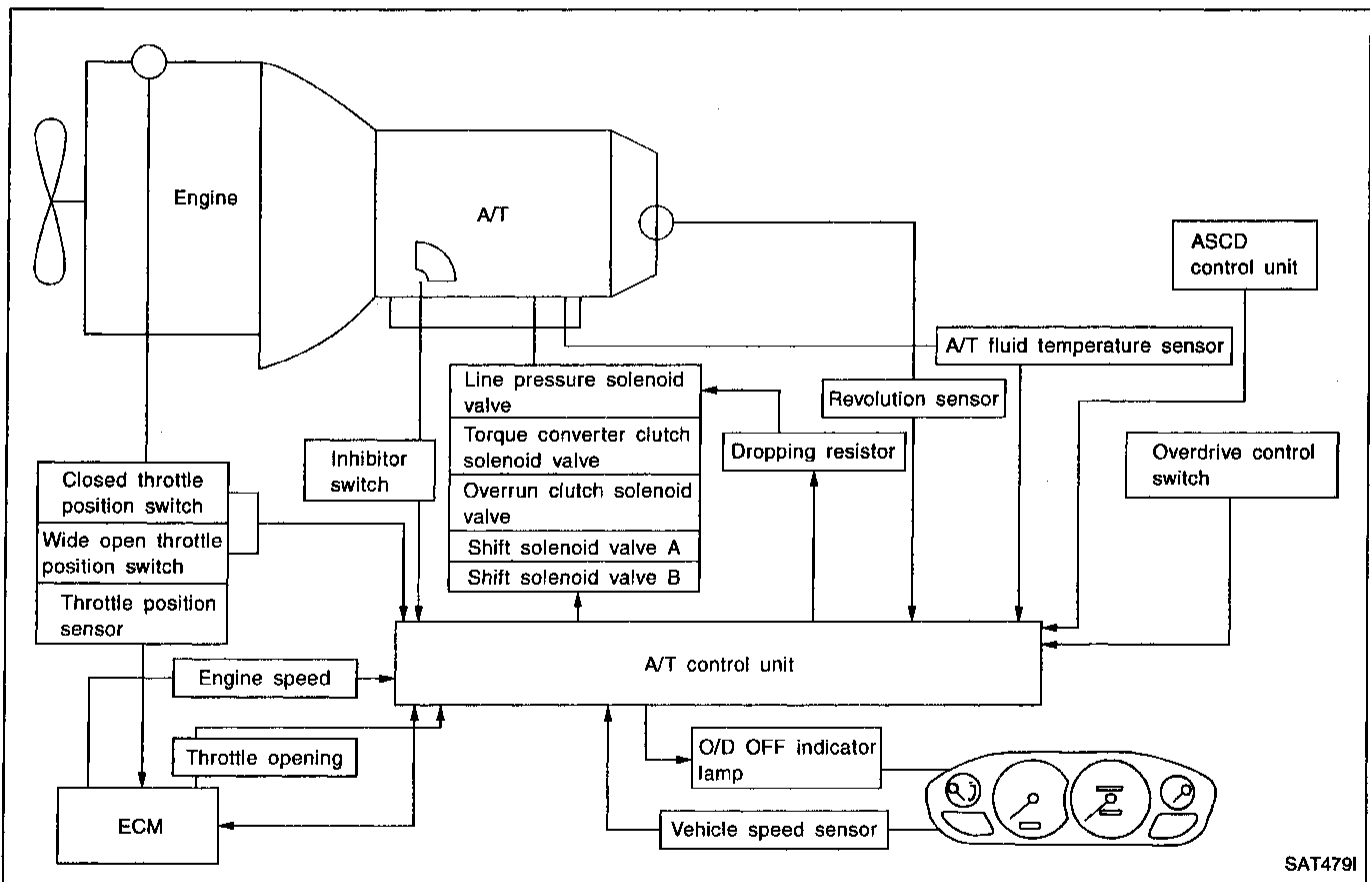 Engine
A/T
ASCD
control unit
A/T fluid temperature sensor
Line pressure solenoid
valve
Revolution sensor
Torque converter clutch
solenoid valve
Dropping resistor
Inhibitor
switch
Overdrive control
switch
Closed throttle
position switch
Overrun clutch solenoid
valve
Wide open throttle
position switch
Shift solenoid valve A
Shift solenoid valve B
Throttle position
sensor
A/T control unit
Engine speed
Throttle opening
O/D OFF indicator
lamp
ECM
Vehicle speed sensor
SAT479I